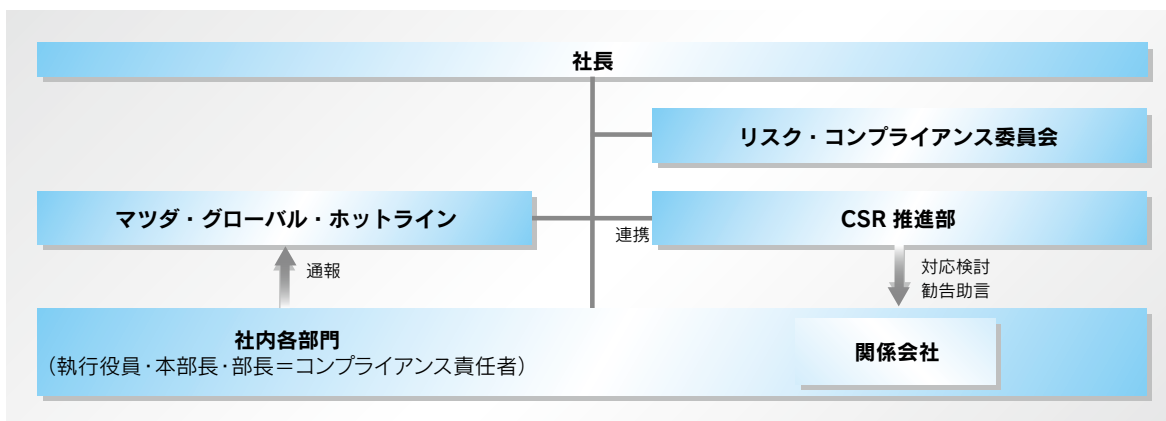 社長
リスク・コンプライアンス委員会
マツダ・グローバル・ホットライン
CSR 推進部
連携
通報
対応検討
勧告助言
社内各部門
（執行役員・本部長・部長＝コンプライアンス責任者）
関係会社